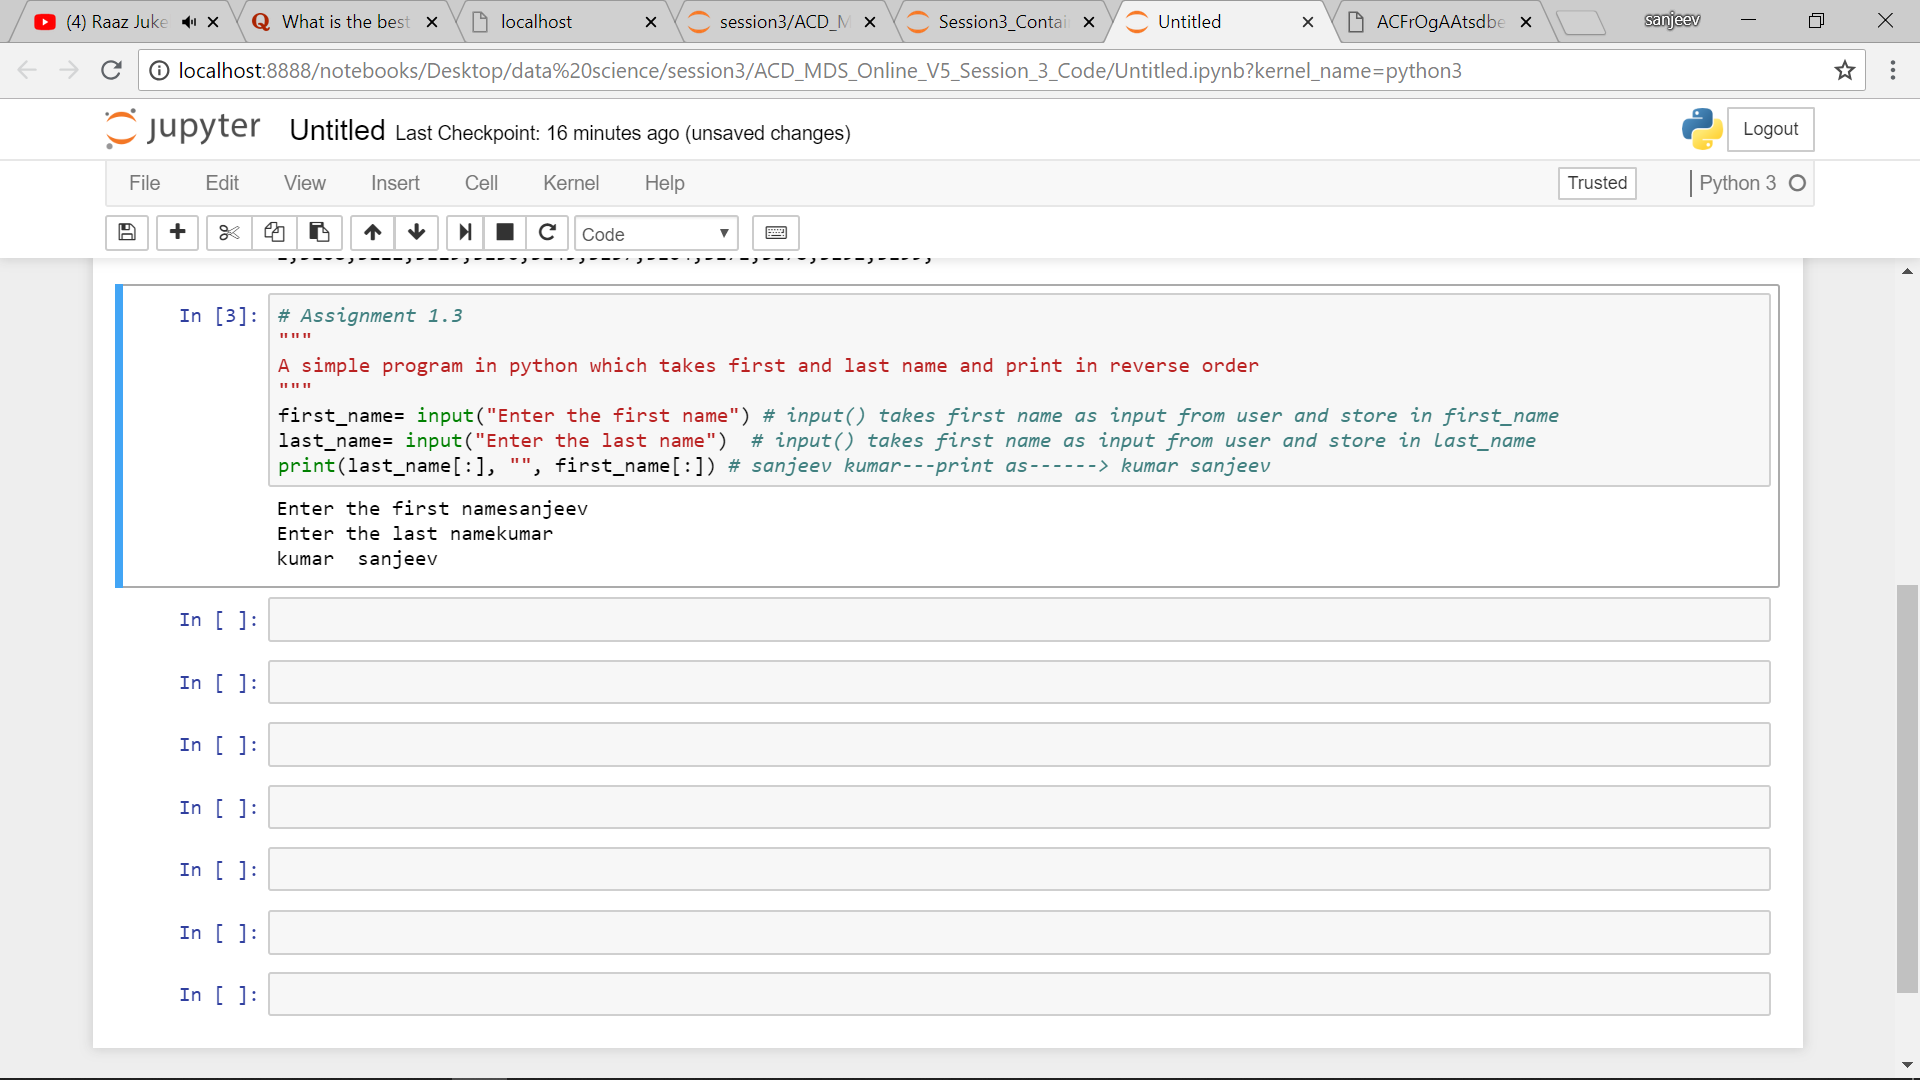 (4) Raaz Juke
What is the best
localhost
session3/ACD_M
Session3_Contai
Untitled
ACFrOgAAtsdbe
sanjeev
localhost:8888/notebooks/Desktop/data%20science/session3/ACD_MDS_Online_V5_Session_3_Code/Untitled.ipynb?kernel_name=python3
jupyter Untitled Last Checkpoint: 16 minutes ago (unsaved changes)
Logout
File Edit View Insert Cell Kernel Help
Trusted
Python 3
Code
In [3]: # Assignment 1.3
"""
A simple program in python which takes first and last name and print in reverse order
"""
first_name= input("Enter the first name") # input() takes first name as input from user and store in first_name
last_name= input("Enter the last name")  # input() takes first name as input from user and store in last_name
print(last_name[:], "", first_name[:]) # sanjeev kumar---print as------> kumar sanjeev
Enter the first namesanjeev
Enter the last namekumar
kumar  sanjeev
In [ ]:
In [ ]:
In [ ]:
In [ ]:
In [ ]:
In [ ]:
In [ ]: